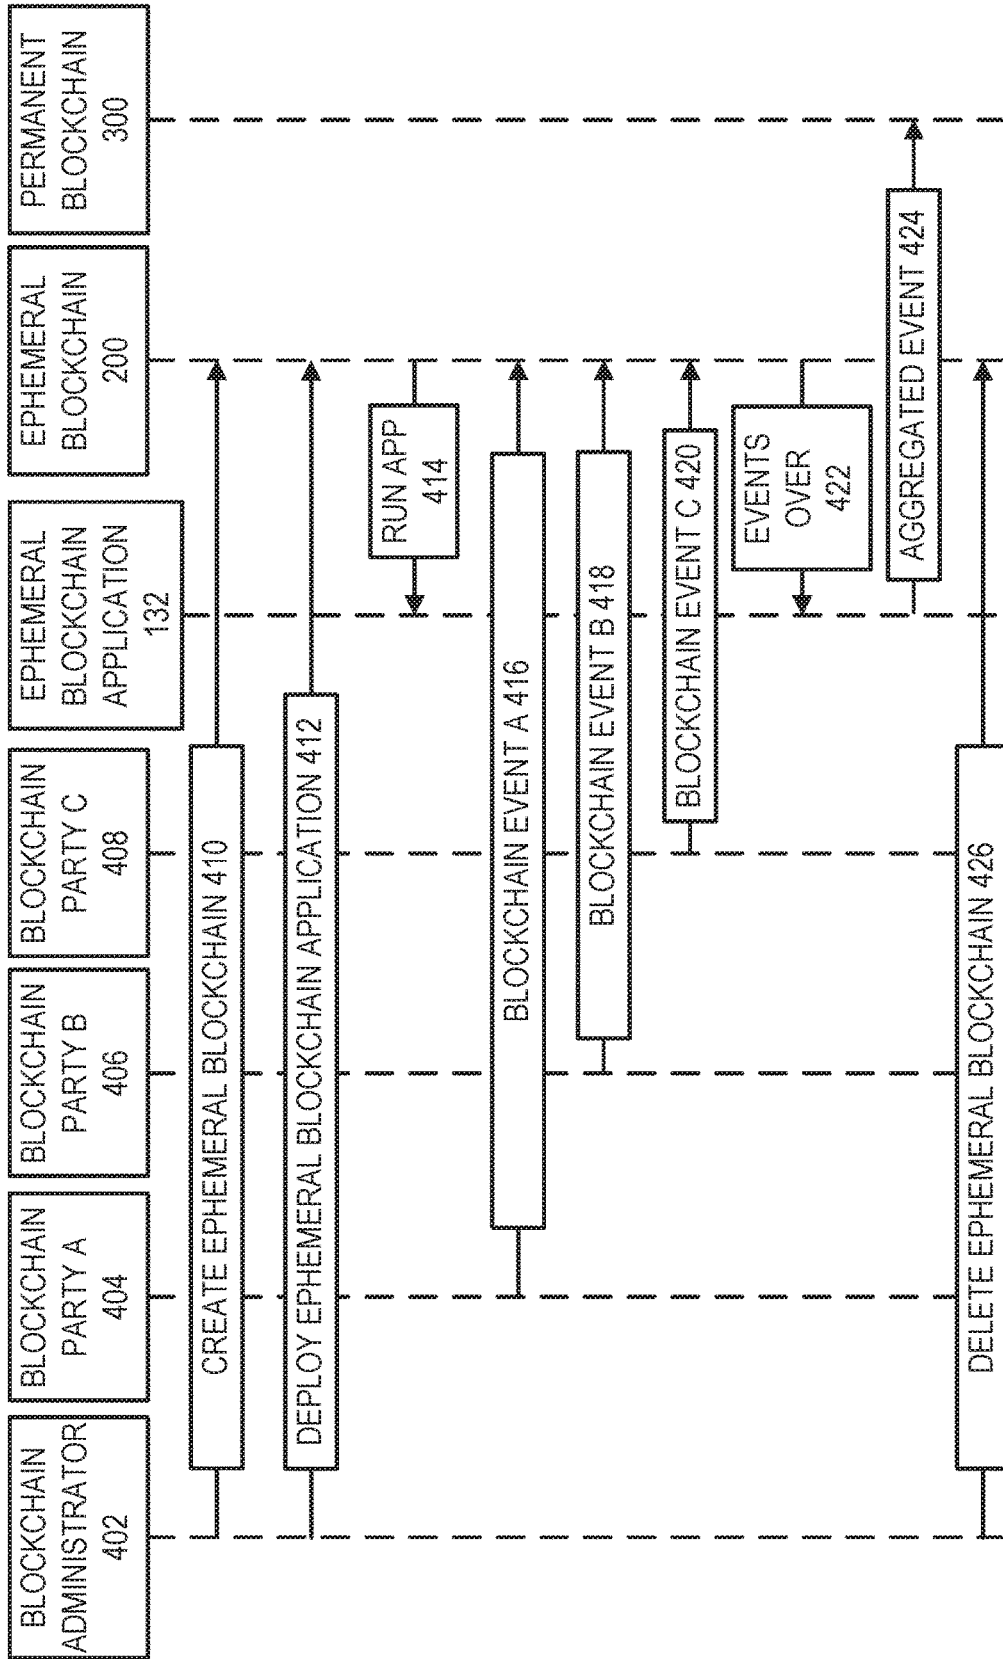 BLOCKCHAIN
ADMINISTRATOR
402
BLOCKCHAIN
PARTY A
404
BLOCKCHAIN
PARTY B
406
BLOCKCHAIN
PARTY C
408
EPHEMERAL
BLOCKCHAIN
APPLICATION
132
EPHEMERAL
BLOCKCHAIN
200
PERMANENT
BLOCKCHAIN
300
CREATE EPHEMERAL BLOCKCHAIN 410
DEPLOY EPHEMERAL BLOCKCHAIN APPLICATION 412
RUN APP
414
BLOCKCHAIN EVENT A 416
BLOCKCHAIN EVENT B 418
BLOCKCHAIN EVENT C 420
EVENTS
OVER
422
AGGREGATED EVENT 424
DELETE EPHEMERAL BLOCKCHAIN 426